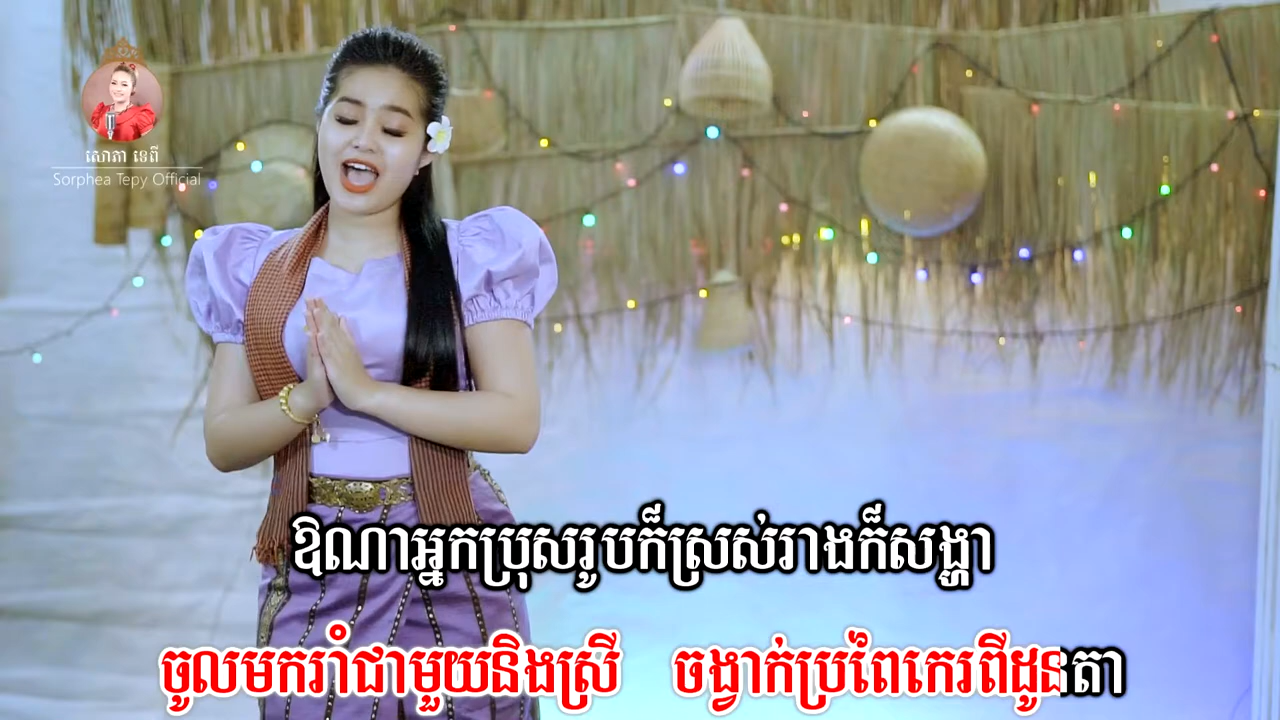 សោភា ទេពី
Sorphea Tepy Official
ឱណាអ្នកប្រុសរូបក៏ស្រស់រាងក៏សង្ហា
ចូលមករាំជាមួយនិងស្រី ចង្វាក់ប្រពៃកេរពីដូនតា